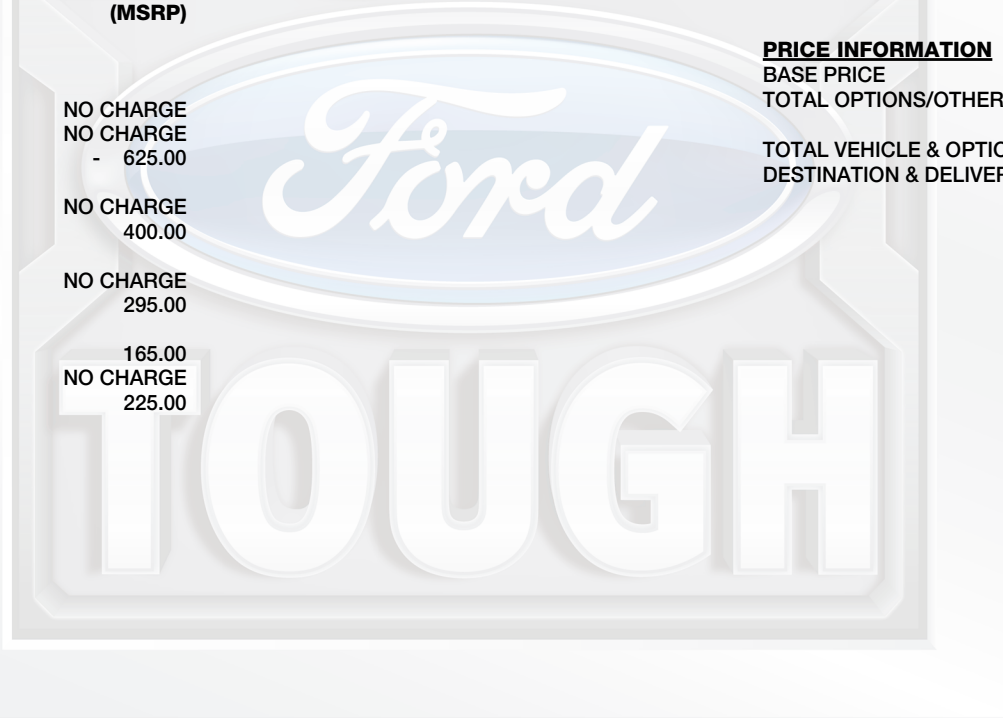 (MSRP)
NO CHARGE
NO CHARGE
- 625.00
NO CHARGE
400.00
NO CHARGE
295.00
165.00
NO CHARGE
225.00
PRICE INFORMATION
BASE PRICE
TOTAL OPTIONS/OTHER
TOTAL VEHICLE & OPTIO
DESTINATION & DELIVER
Ford
TOUGH